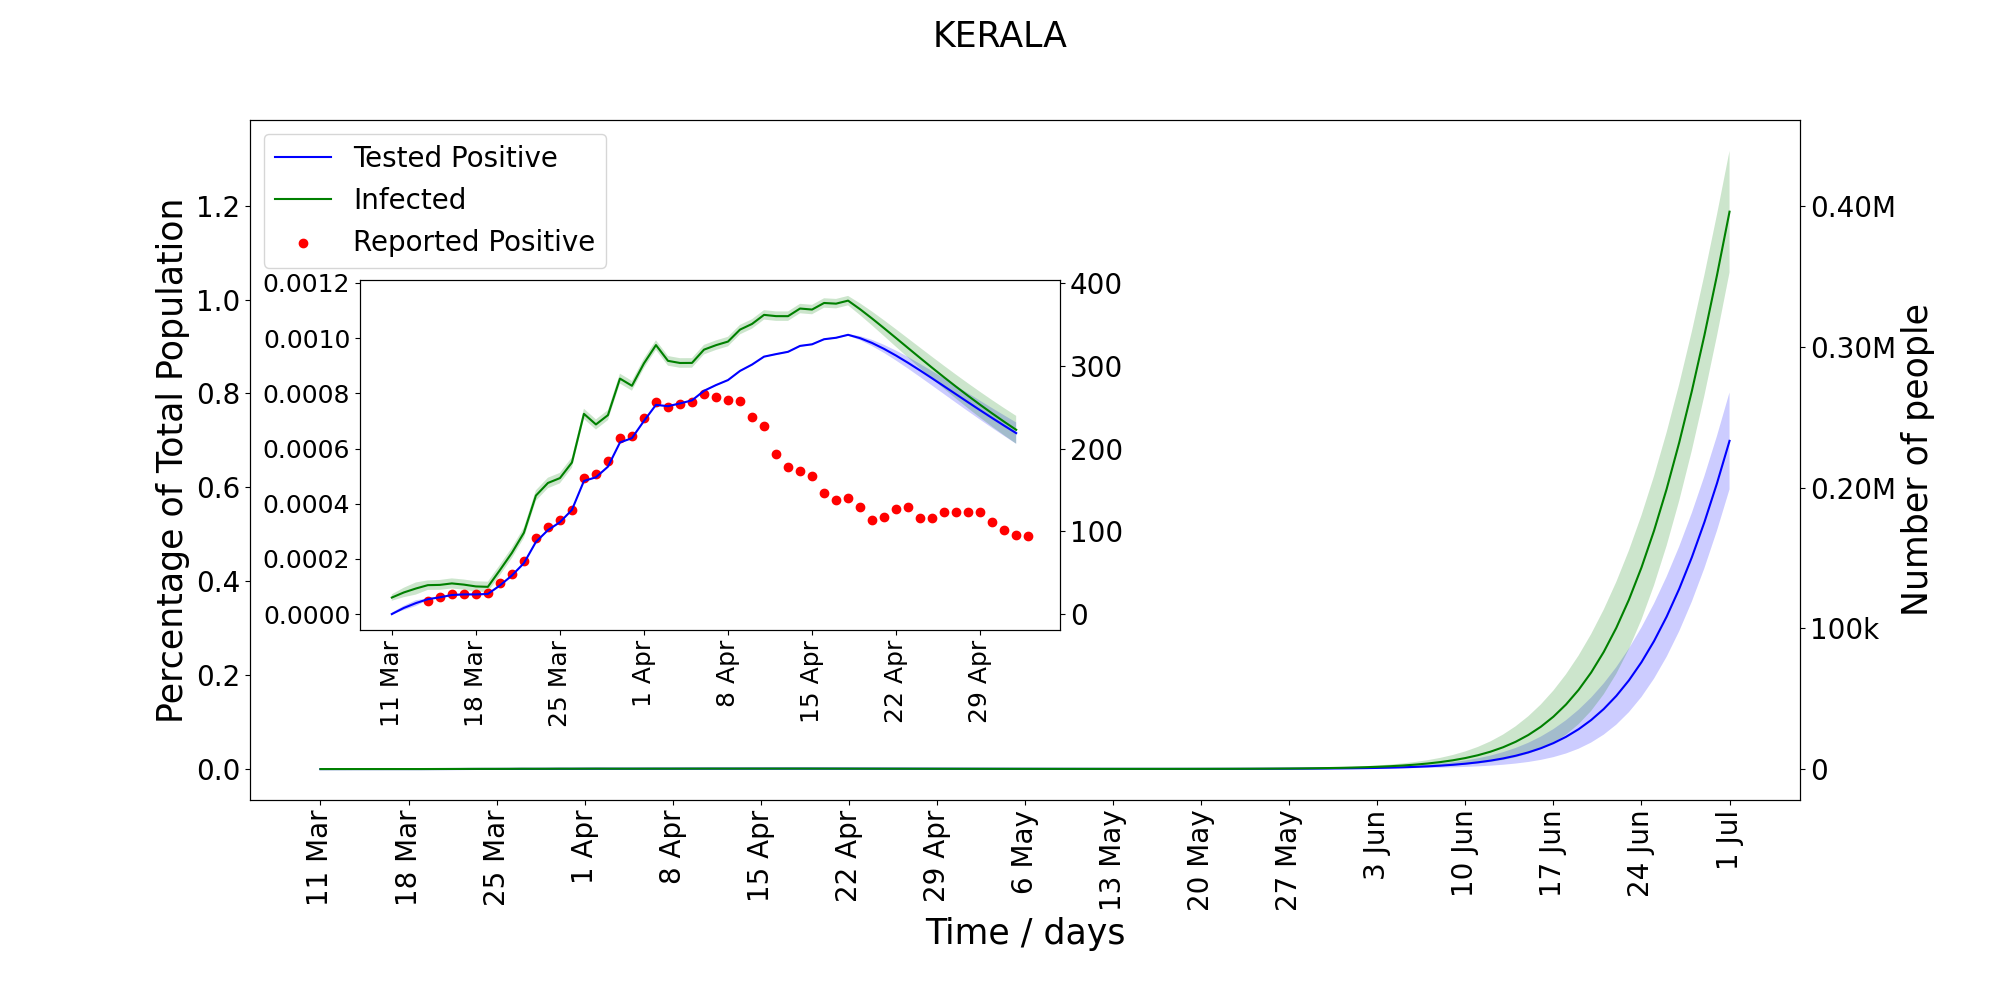 KERALA
Tested Positive
Infected
Reported Positive
Percentage of Total Population
1.2
1.0
0.8
0.6
0.4
0.2
0.0
0.40M
0.30M
0.20M
100k
0
Number of people
0.0012
0.0010
0.0008
0.0006
0.0004
0.0002
0.0000
400
300
200
100
0
11 Mar
18 Mar
25 Mar
1 Apr
8 Apr
15 Apr
22 Apr
29 Apr
11 Mar
18 Mar
25 Mar
1 Apr
8 Apr
15 Apr
22 Apr
29 Apr
6 May
13 May
20 May
27 May
3 Jun
10 Jun
17 Jun
24 Jun
1 Jul
Time / days